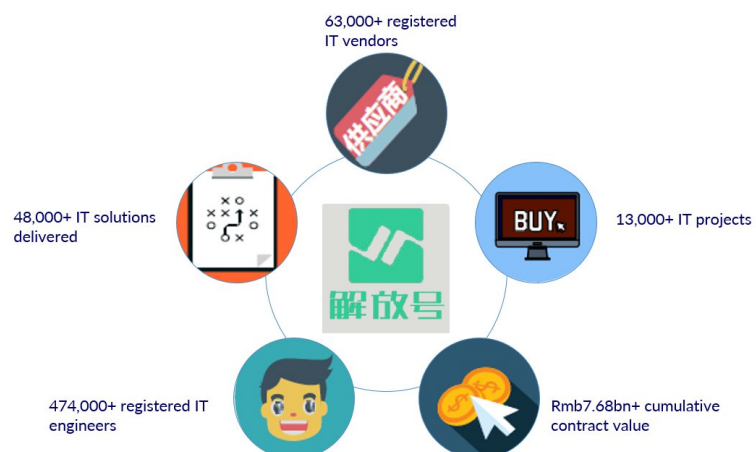 63,000+ registered
IT vendors
供应商
48,000+ IT solutions
delivered
BUY
13,000+ IT projects
解放号
474,000+ registered IT
engineers
Rmb7.68bn+ cumulative
contract value